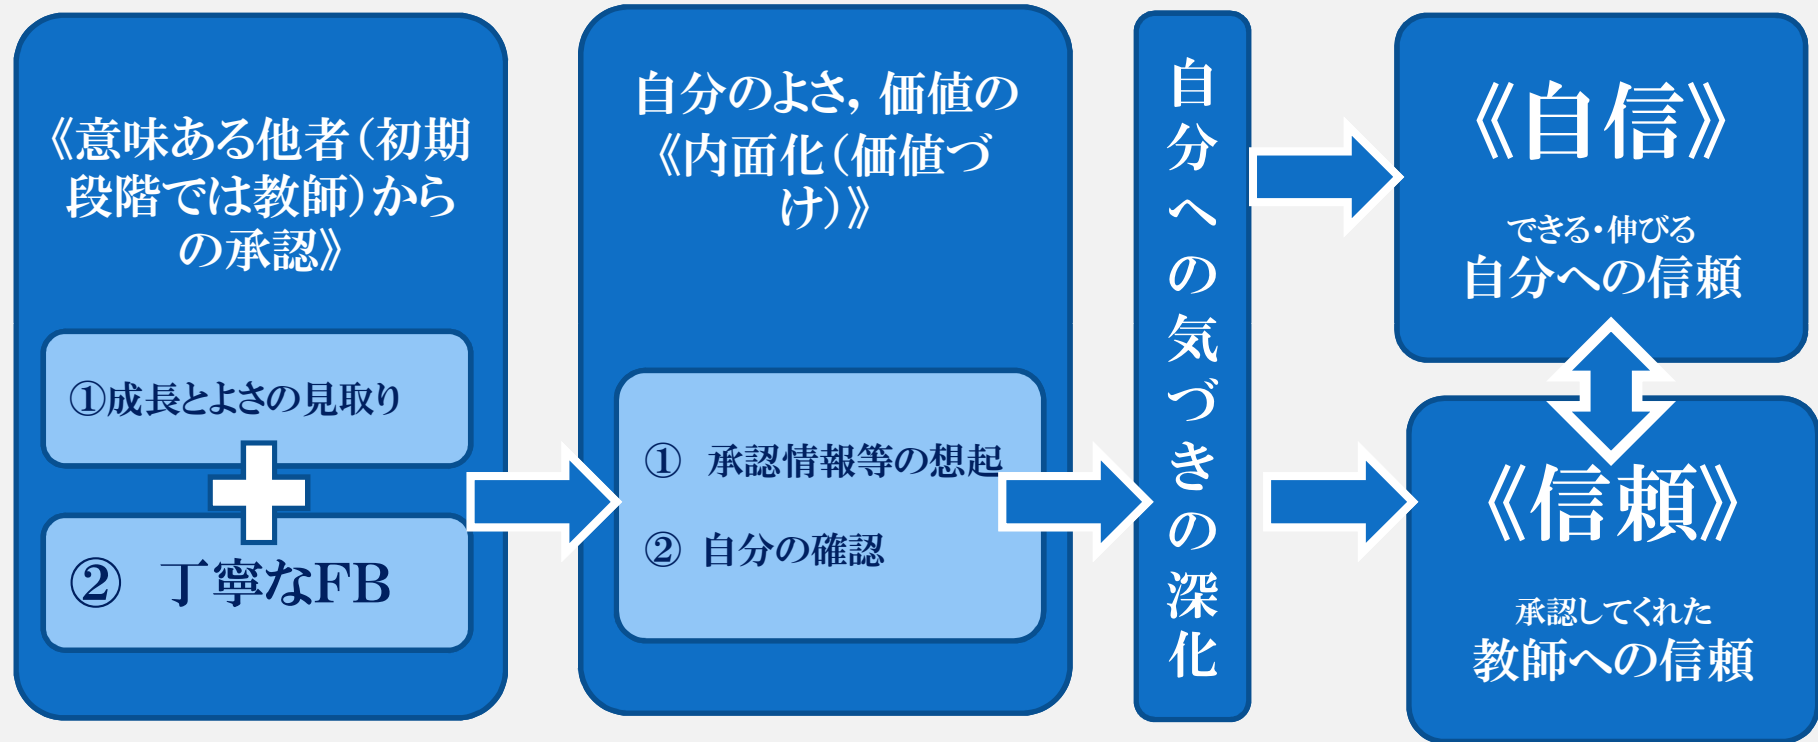 《意味ある他者(初期
段階では教師)から
の承認》
①成長とよさの見取り
② 丁寧なFB
自分のよさ，価値の
《内面化(価値づ
け)》
① 承認情報等の想起
② 自分の確認
自分への気づきの深化
《自信》
できる・伸びる
自分への信頼
《信頼》
承認してくれた
教師への信頼